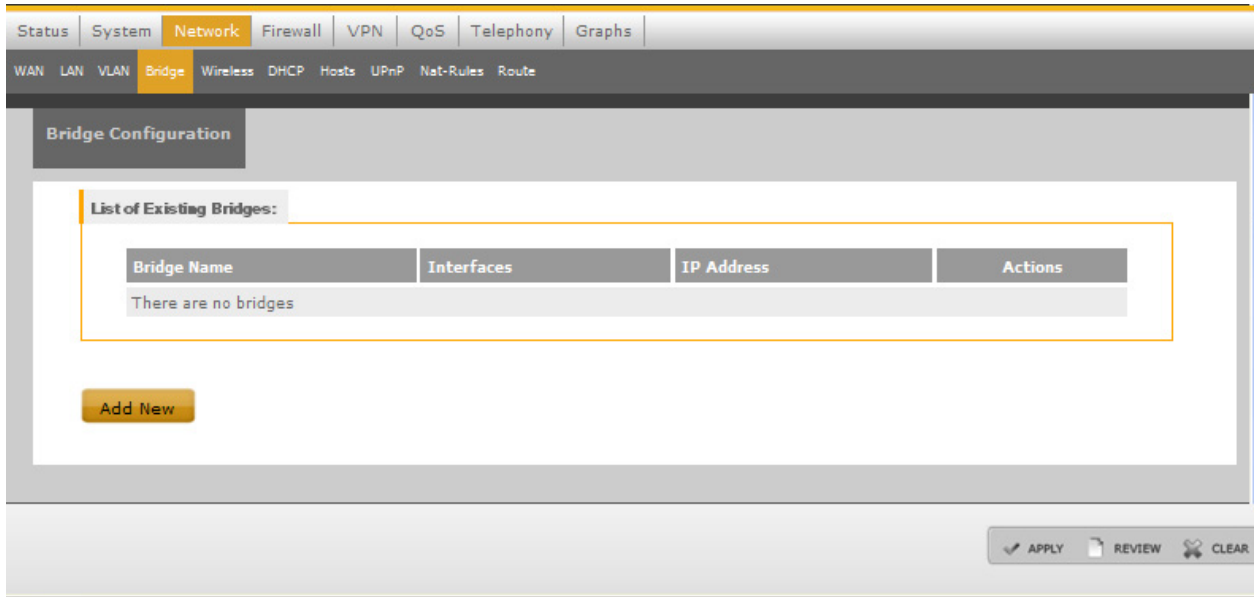 Status System Network Firewall VPN QoS Telephony Graphs
WAN LAN VLAN Bridge Wireless DHCP Hosts UPnP Nat-Rules Route
Bridge Configuration
List of Existing Bridges:
Bridge Name Interfaces IP Address Actions
There are no bridges
Add New
APPLY REVIEW CLEAR